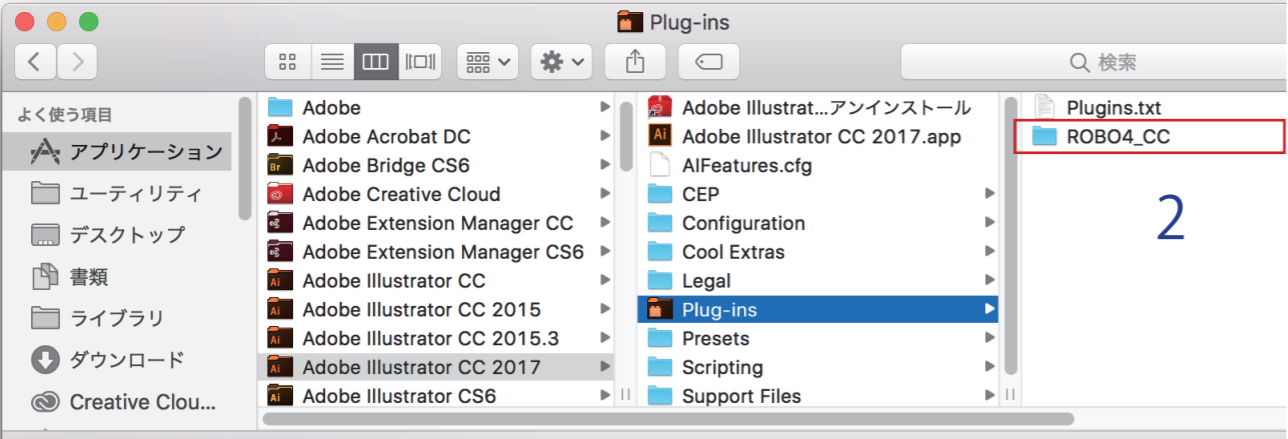 Plug-ins
検索
よく使う項目
アプリケーション
ユーティリティ
デスクトップ
書類
ライブラリ
ダウンロード
Creative Clou...
Adobe
Adobe Acrobat DC
Adobe Bridge CS6
Adobe Creative Cloud
Adobe Extension Manager CC
Adobe Extension Manager CS6
Adobe Illustrator CC
Adobe Illustrator CC 2015
Adobe Illustrator CC 2015.3
Adobe Illustrator CC 2017
Adobe Illustrator CS6
Adobe Illustrat...アンインストール
Adobe Illustrator CC 2017.app
AIFeatures.cfg
CEP
Configuration
Cool Extras
Legal
Plug-ins
Presets
Scripting
Support Files
Plugins.txt
ROBO4_CC
2